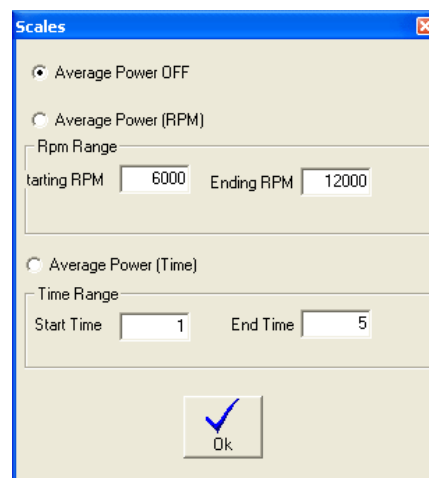 Scales
Average Power OFF
Average Power (RPM)
Rpm Range
tarting RPM 6000 Ending RPM 12000
Average Power (Time)
Time Range
Start Time 1 End Time 5
Ok